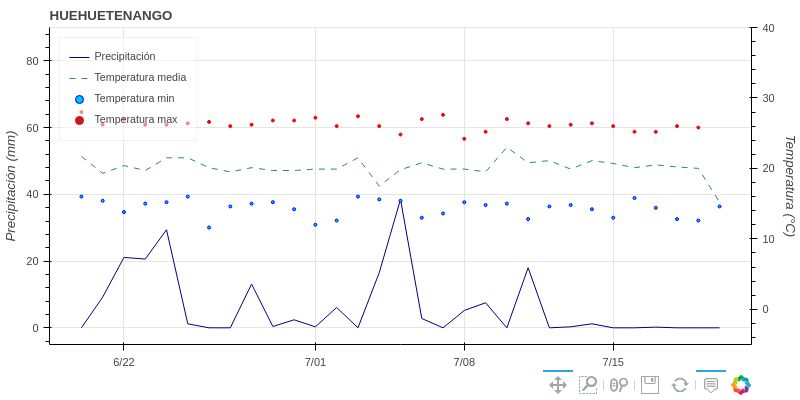 HUEHUETENANGO
Precipitación
Temperatura media
Temperatura min
Temperatura max
80
60
40
20
0
Precipitación (mm)
40
30
20
10
0
Temperatura (°C)
6/22
7/01
7/08
7/15